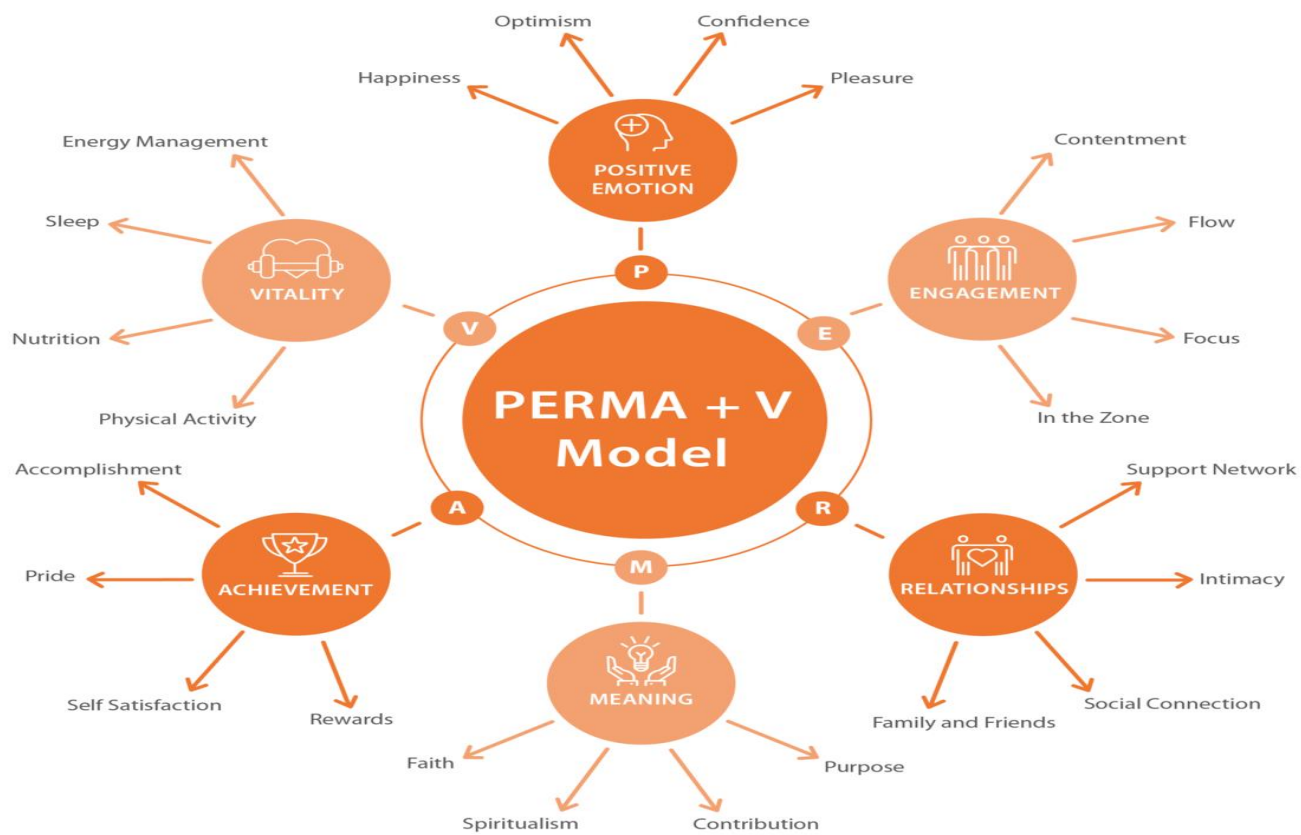 Optimism
Confidence
Happiness
Pleasure
POSITIVE
EMOTION
Energy Management
Sleep
VITALITY
Nutrition
Physical Activity
Contentment
Flow
ENGAGEMENT
Focus
In the Zone
P
V
E
PERMA + V
Model
A
R
M
Accomplishment
Pride
ACHIEVEMENT
Self Satisfaction
Rewards
Support Network
Intimacy
RELATIONSHIPS
Social Connection
Family and Friends
MEANING
Faith
Purpose
Spiritualism
Contribution